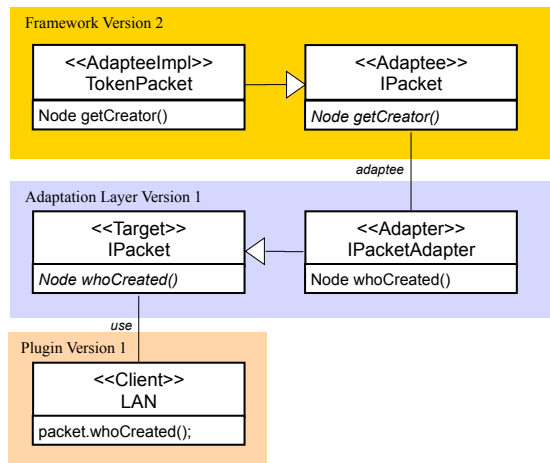 Framework Version 2
<<AdapteeImpl>>
TokenPacket
Node getCreator()
<<Adaptee>>
IPacket
Node getCreator()
adaptee
Adaptation Layer Version 1
<<Target>>
IPacket
Node whoCreated()
<<Adapter>>
IPacketAdapter
Node whoCreated()
use
Plugin Version 1
<<Client>>
LAN
packet.whoCreated();